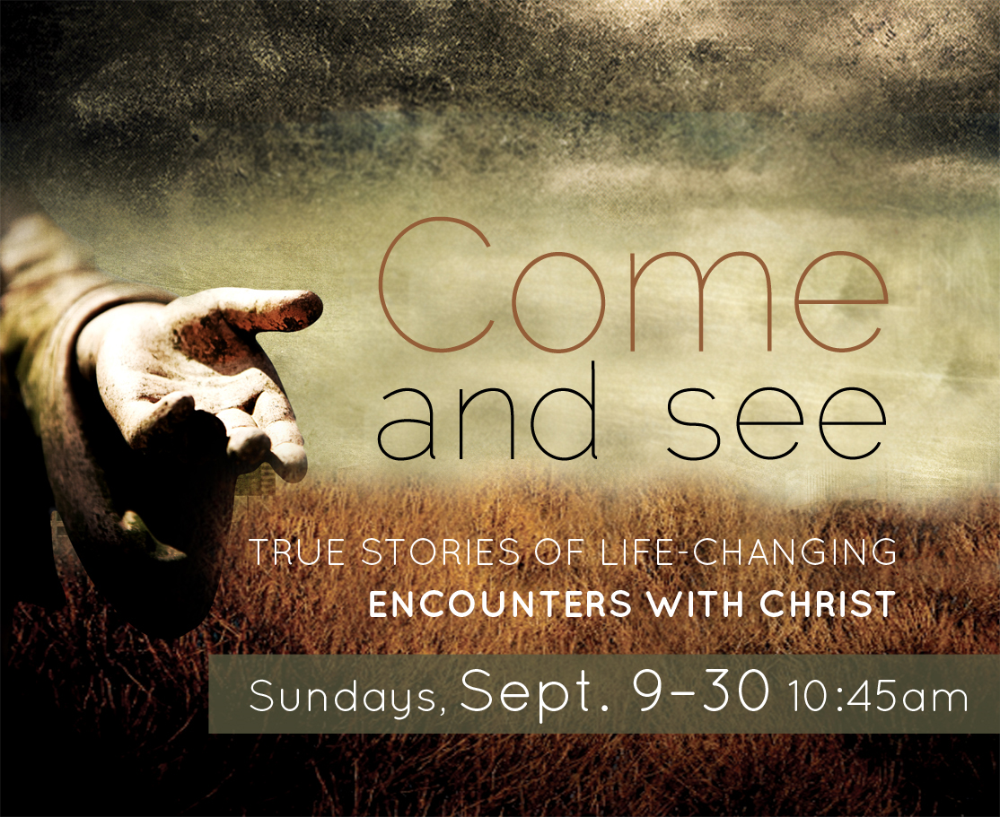 Come
and see
TRUE STORIES OF LIFE-CHANGING
ENCOUNTERS WITH CHRIST
Sundays, Sept. 9–30 10:45am